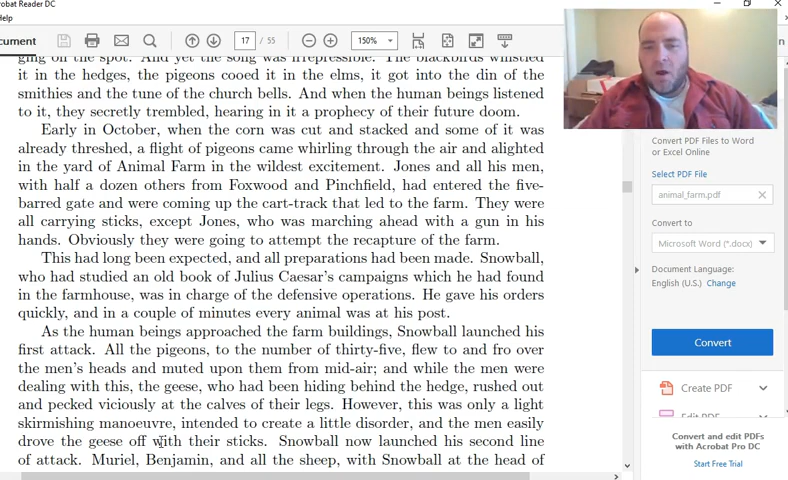 crobat Reader DC
Help
ocument
17 / 55
150%
ging on the spot. And yet the song was irrepressible. The blackbirds whistled
it in the hedges, the pigeons cooed it in the elms, it got into the din of the
smithies and the tune of the church bells. And when the human beings listened
to it, they secretly trembled, hearing in it a prophecy of their future doom.
Early in October, when the corn was cut and stacked and some of it was
already threshed, a flight of pigeons came whirling through the air and alighted
in the yard of Animal Farm in the wildest excitement. Jones and all his men,
with half a dozen others from Foxwood and Pinchfield, had entered the five-
barred gate and were coming up the cart-track that led to the farm. They were
all carrying sticks, except Jones, who was marching ahead with a gun in his
hands. Obviously they were going to attempt the recapture of the farm.
This had long been expected, and all preparations had been made. Snowball,
who had studied an old book of Julius Caesar's campaigns which he had found
in the farmhouse, was in charge of the defensive operations. He gave his orders
quickly, and in a couple of minutes every animal was at his post.
As the human beings approached the farm buildings, Snowball launched his
first attack. All the pigeons, to the number of thirty-five, flew to and fro over
the men's heads and muted upon them from mid-air; and while the men were
dealing with this, the geese, who had been hiding behind the hedge, rushed out
and pecked viciously at the calves of their legs. However, this was only a light
skirmishing manoeuvre, intended to create a little disorder, and the men easily
drove the geese off with their sticks. Snowball now launched his second line
of attack. Muriel, Benjamin, and all the sheep, with Snowball at the head of
Convert PDF Files to Word
or Excel Online
Select PDF File
animal_farm.pdf
Convert to
Microsoft Word (*.docx)
Document Language:
English (U.S.) Change
Convert
Create PDF
Edit PDF
Convert and edit PDFs
with Acrobat Pro DC
Start Free Trial